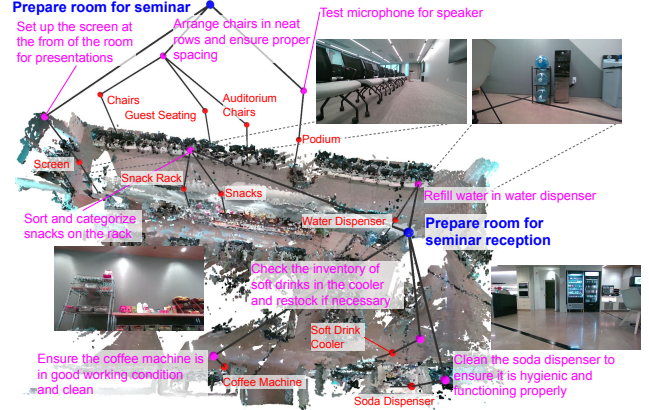 Prepare room for seminar
Set up the screen at
the from of the room
for presentations
Arrange chairs in neat
rows and ensure proper
spacing
Test microphone for speaker
Chairs
Guest Seating
Auditorium
Chairs
Podium
Screen
Snack Rack
Snacks
Sort and categorize
snacks on the rack
Water Dispenser
Refill water in water dispenser
Prepare room for
seminar reception
Check the inventory of
soft drinks in the cooler
and restock if necessary
Soft Drink
Cooler
Ensure the coffee machine is
in good working condition
and clean
Coffee Machine
Soda Dispenser
Clean the soda dispenser to
ensure it is hygienic and
functioning properly